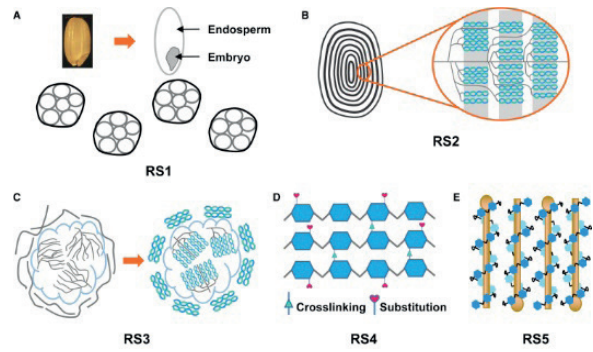 A
Endosperm
Embryo
RS1
B
RS2
C
RS3
D
Crosslinking
Substitution
RS4
E
RS5